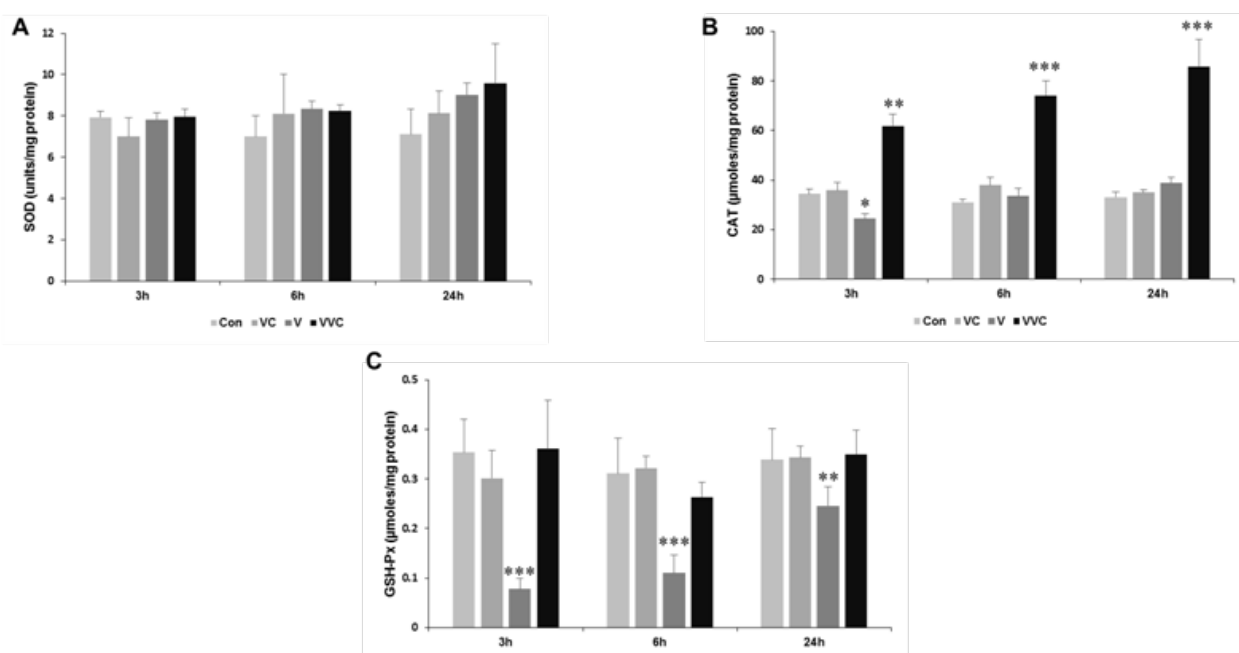 A
SOD (units/mg protein)
12
10
8
6
4
2
0
3h 6h 24h
Con VC V VVC
B
CAT (µmoles/mg protein)
100
80
60
40
20
0
** *** ***
*
3h 6h 24h
Con VC V VVC
C
GSH-Px (µmoles/mg protein)
0.5
0.4
0.3
0.2
0.1
0
*** *** **
3h 6h 24h